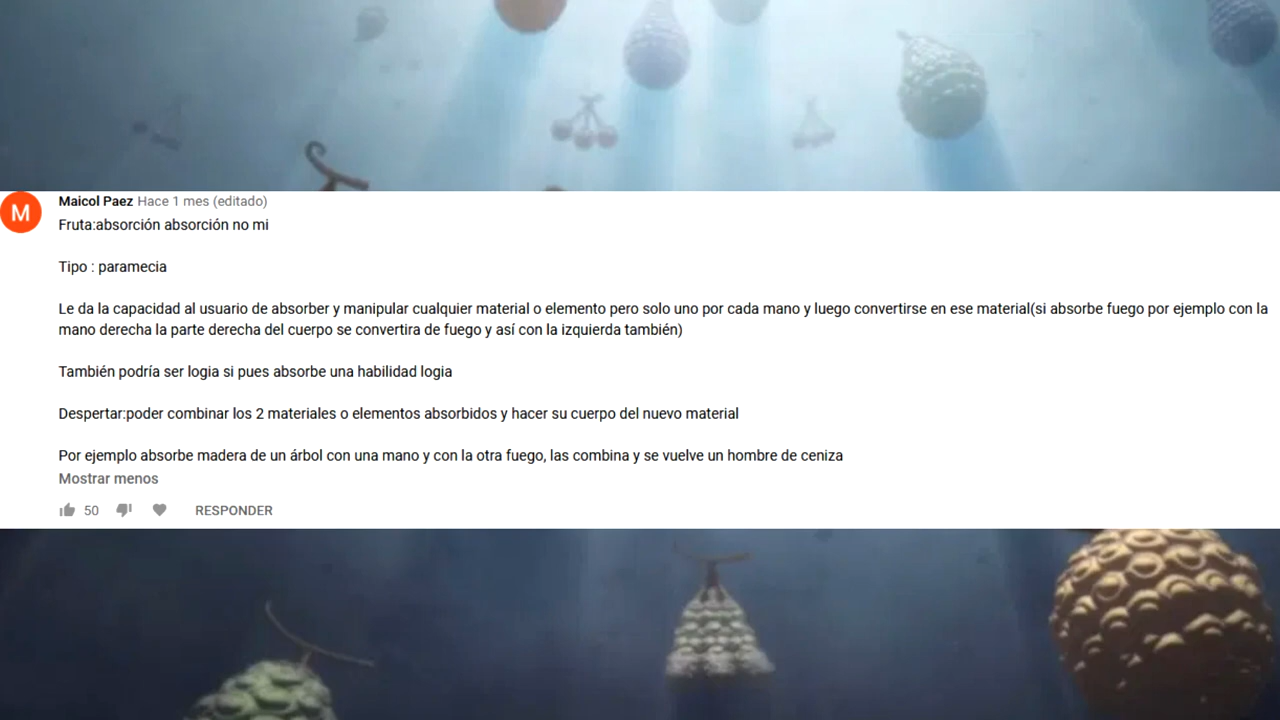 M
Maicol Paez Hace 1 mes (editado)
Fruta:absorción absorción no mi
Tipo : paramecia
Le da la capacidad al usuario de absorber y manipular cualquier material o elemento pero solo uno por cada mano y luego convertirse en ese material(si absorbe fuego por ejemplo con la
mano derecha la parte derecha del cuerpo se convertira de fuego y así con la izquierda también)
También podría ser logia si pues absorbe una habilidad logia
Despertar:poder combinar los 2 materiales o elementos absorbidos y hacer su cuerpo del nuevo material
Por ejemplo absorbe madera de un árbol con una mano y con la otra fuego, las combina y se vuelve un hombre de ceniza
Mostrar menos
50 RESPONDER